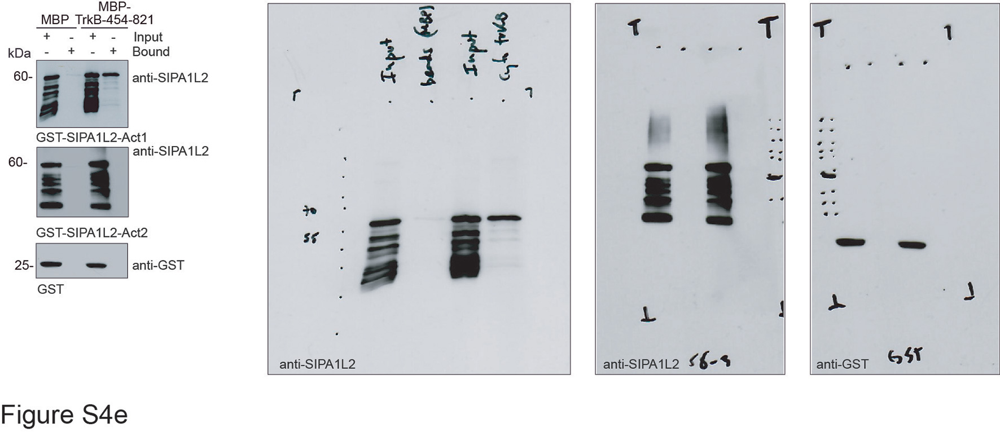 MBP-
MBP TrkB-454-821
+ - + - Input
- + - + Bound
kDa
60- anti-SIPA1L2
GST-SIPA1L2-Act1
60- anti-SIPA1L2
GST-SIPA1L2-Act2
25- anti-GST
GST
Input
beads (MBP)
Input
Cyto trkB
70
55
anti-SIPA1L2
anti-SIPA1L2
anti-GST GST
Figure S4e